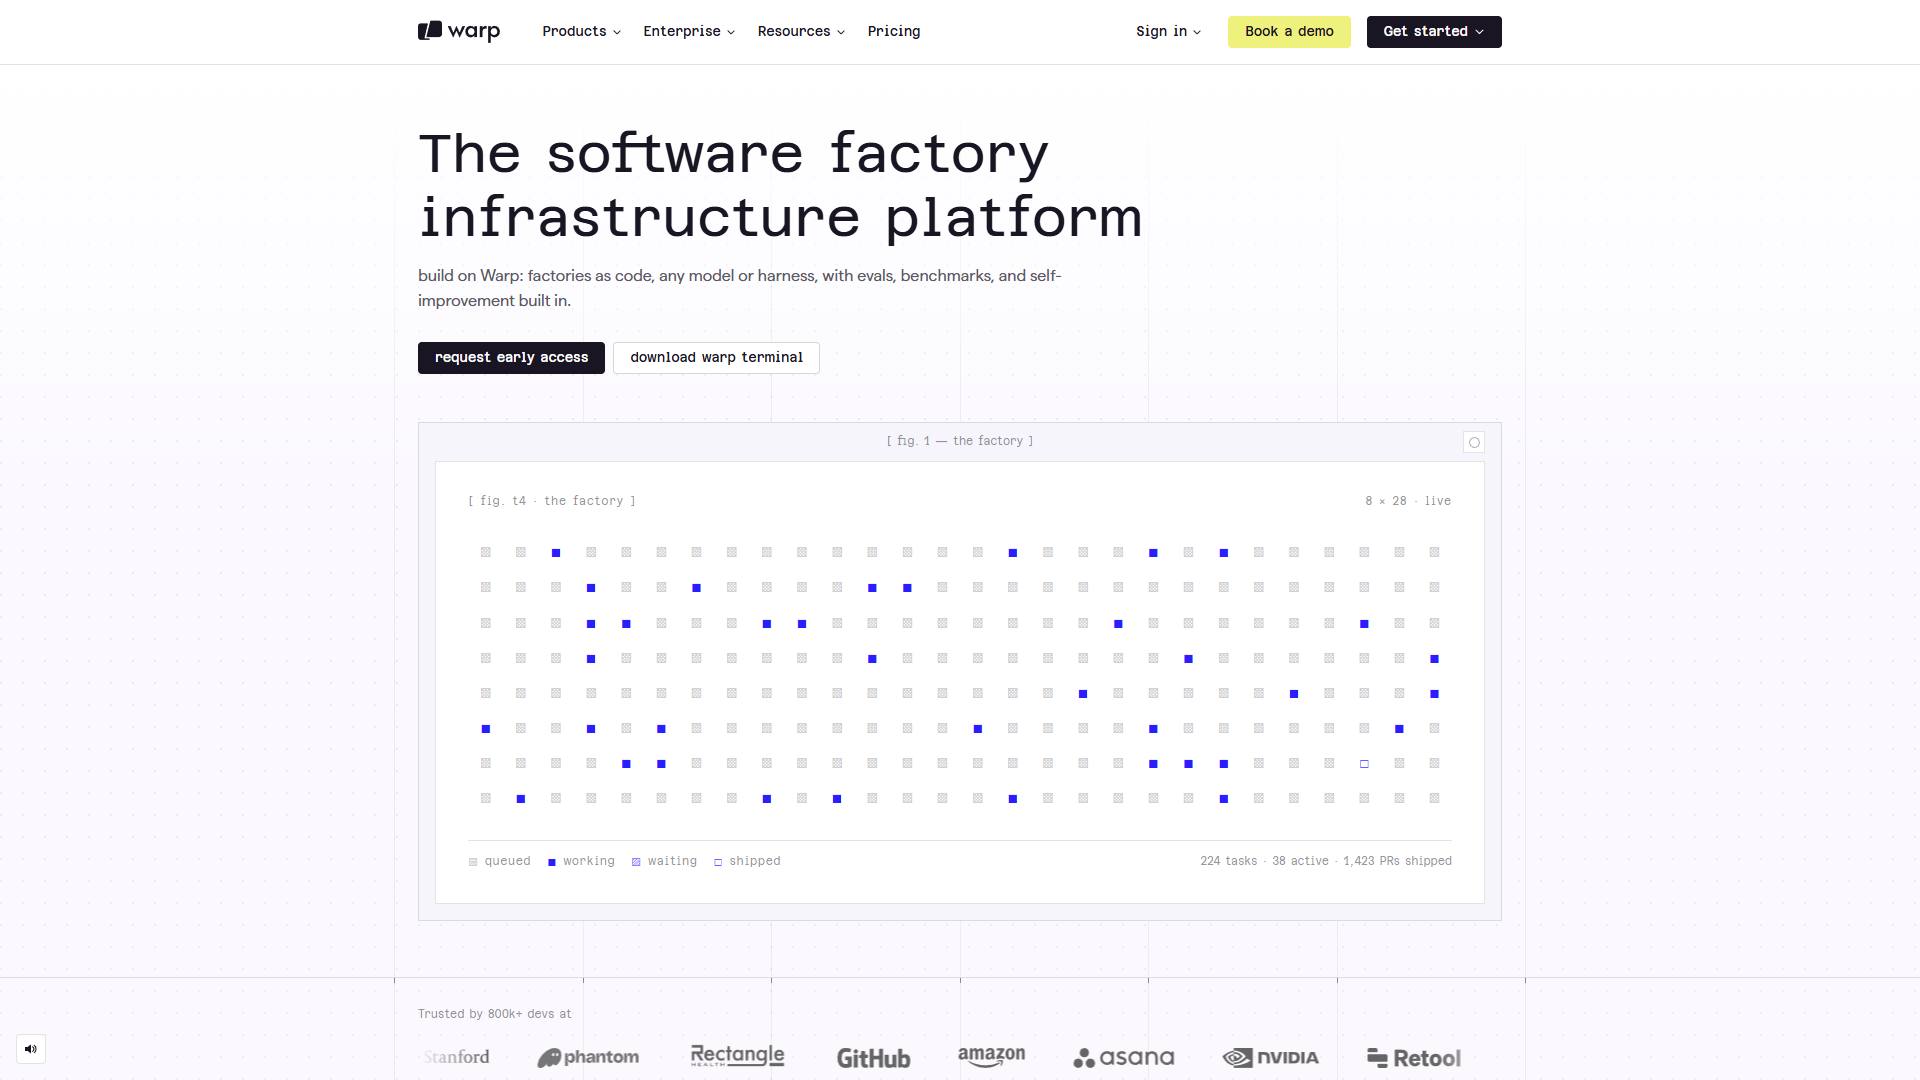 warp
Products
Enterprise
Resources
Pricing
Sign in
Book a demo
Get started
The software factory
infrastructure platform
build on Warp: factories as code, any model or harness, with evals, benchmarks, and self-
improvement built in.
request early access
download warp terminal
[ fig. 1 — the factory ]
[ fig. t4 · the factory ]
8 × 28 · live
queued
working
waiting
shipped
224 tasks · 38 active · 1,423 PRs shipped
Trusted by 800k+ devs at
Stanford
phantom
Rectangle
HEALTH
GitHub
amazon
asana
NVIDIA
Retool